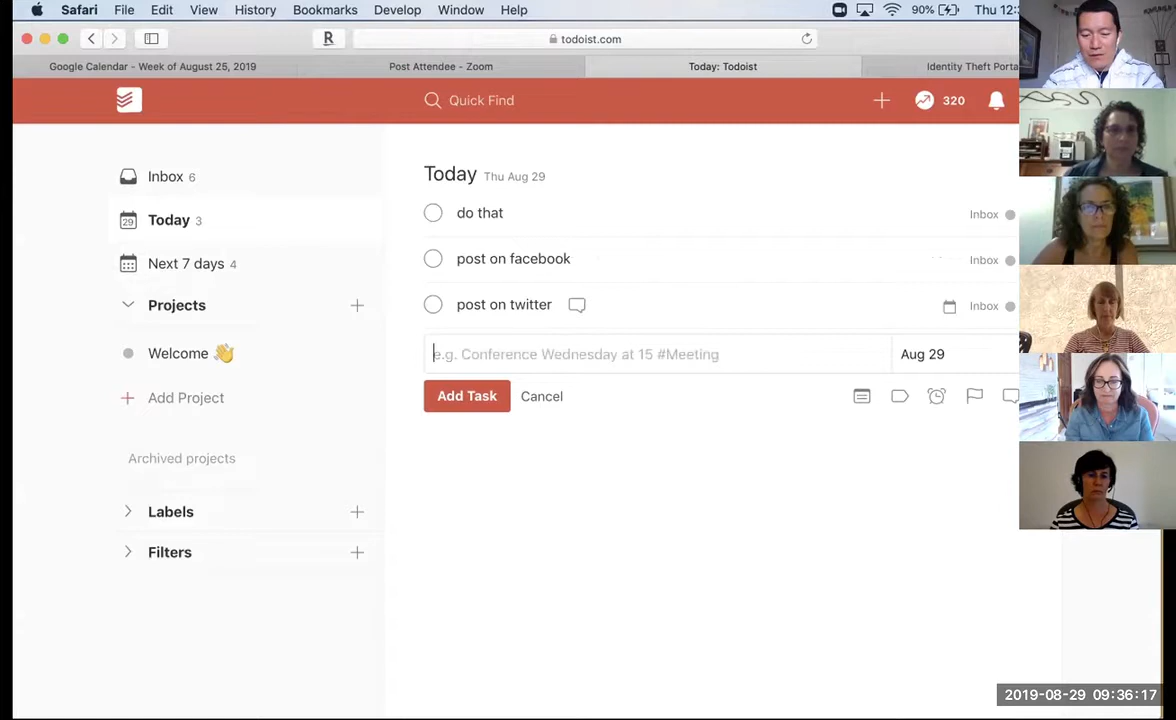 Safari File Edit View History Bookmarks Develop Window Help 90% Thu 12:3
R todoist.com
Google Calendar - Week of August 25, 2019 Post Attendee - Zoom Today: Todoist Identity Theft Porta
Quick Find 320
Inbox 6
29 Today 3
Next 7 days 4
Projects
Welcome 👋
Add Project
Archived projects
Labels
Filters
Today Thu Aug 29
do that Inbox
post on facebook Inbox
post on twitter Inbox
e.g. Conference Wednesday at 15 #Meeting Aug 29
Add Task Cancel
2019-08-29 09:36:17